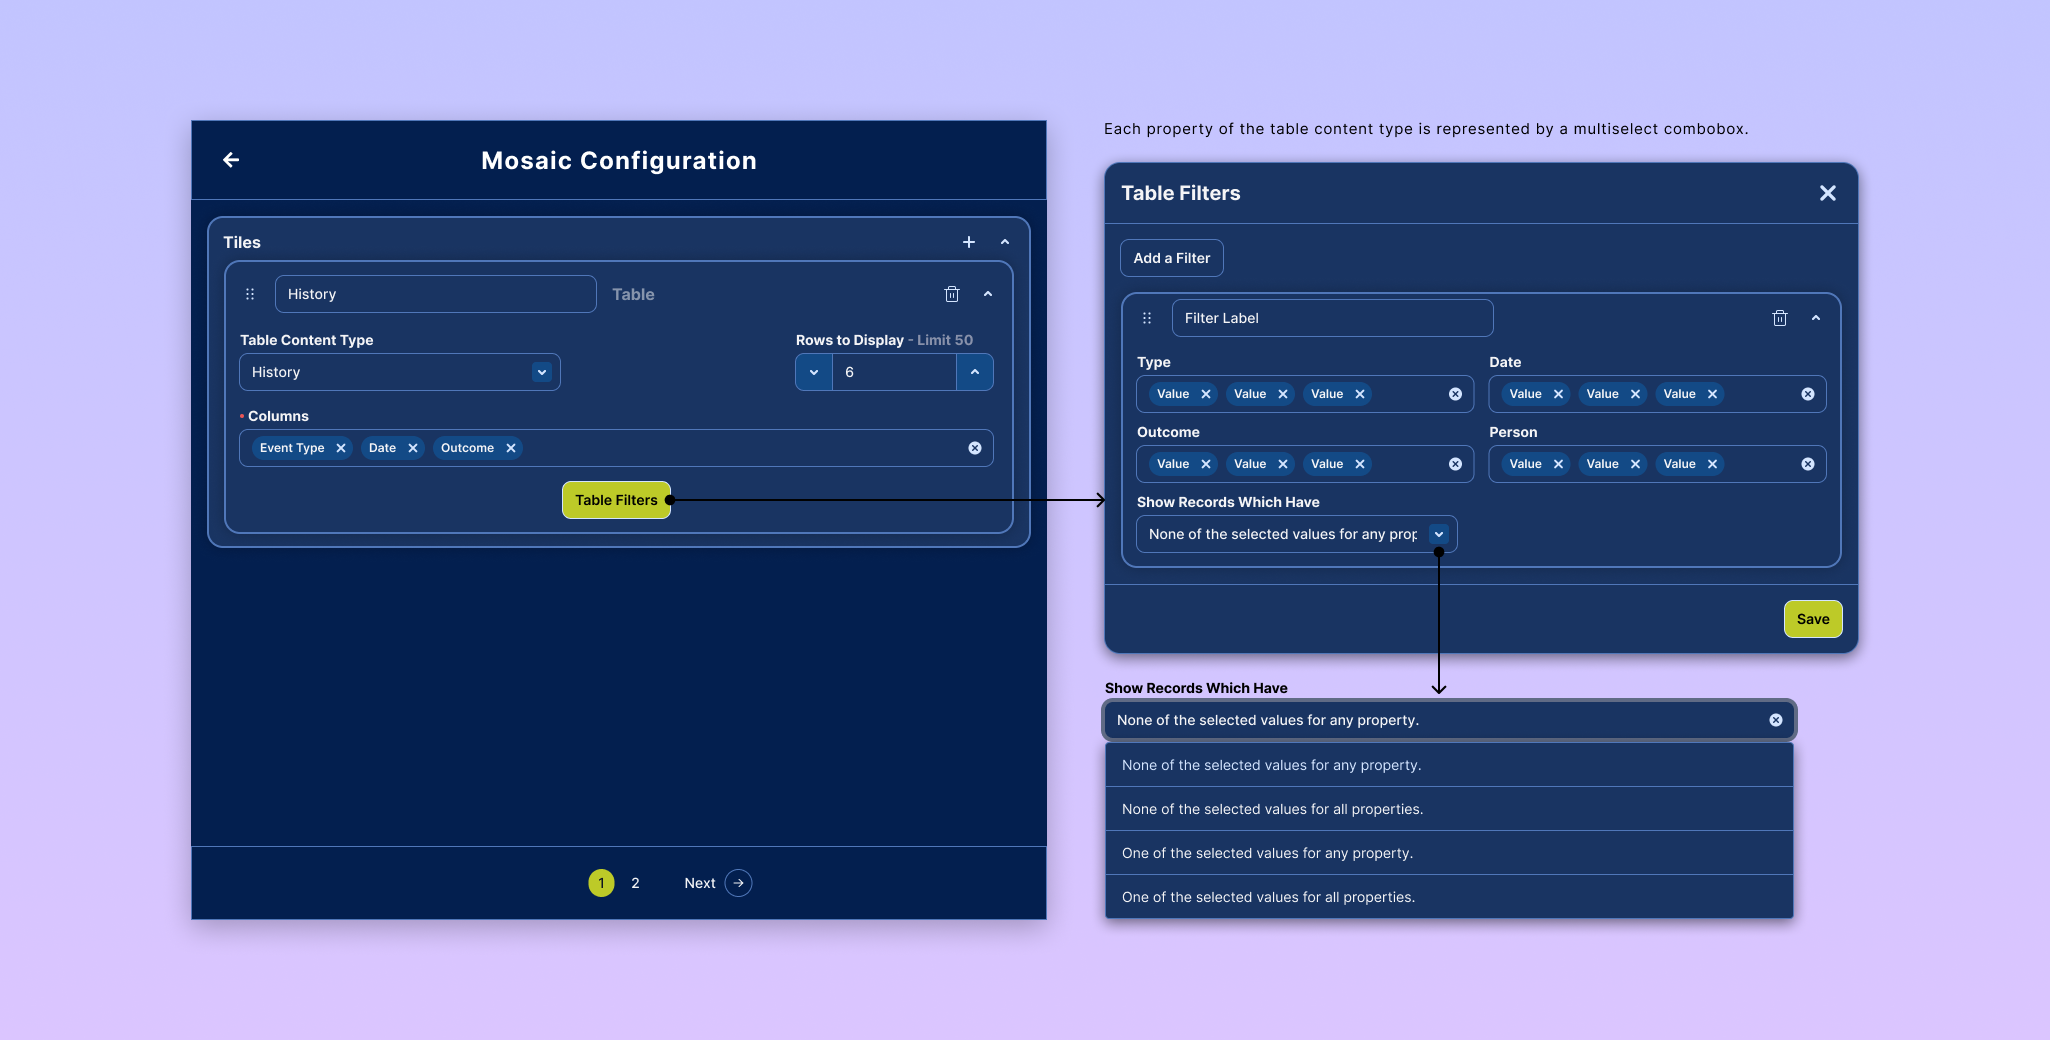 Mosaic Configuration
Tiles
History
Table
Table Content Type
History
Rows to Display - Limit 50
6
• Columns
Event Type
Date
Outcome
Table Filters
1
2
Next
Each property of the table content type is represented by a multiselect combobox.
Table Filters
Add a Filter
Filter Label
Type
Value
Value
Value
Date
Value
Value
Value
Outcome
Value
Value
Value
Person
Value
Value
Value
Show Records Which Have
None of the selected values for any prop
Save
Show Records Which Have
None of the selected values for any property.
None of the selected values for any property.
None of the selected values for all properties.
One of the selected values for any property.
One of the selected values for all properties.